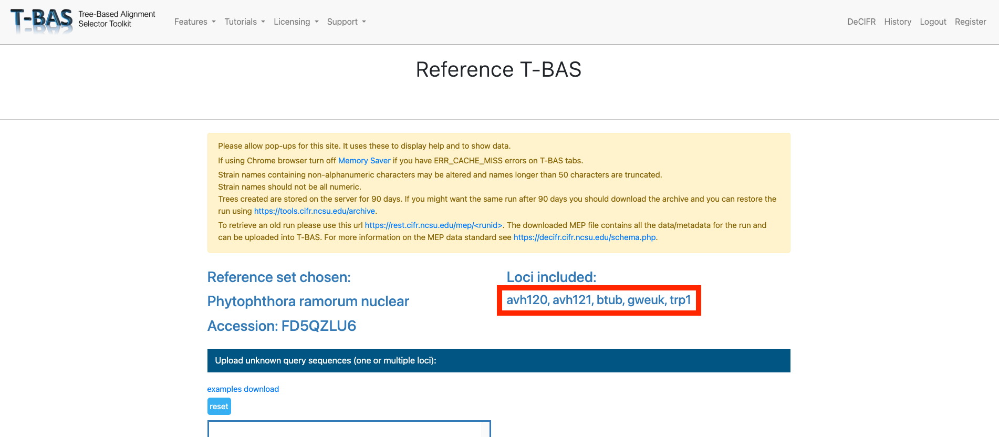 T-BAS Tree-Based Alignment
Selector Toolkit
Features Tutorials Licensing Support
DeCIFR History Logout Register
Reference T-BAS
Please allow pop-ups for this site. It uses these to display help and to show data.
If using Chrome browser turn off Memory Saver if you have ERR_CACHE_MISS errors on T-BAS tabs.
Strain names containing non-alphanumeric characters may be altered and names longer than 50 characters are truncated.
Strain names should not be all numeric.
Trees created are stored on the server for 90 days. If you might want the same run after 90 days you should download the archive and you can restore the
run using https://tools.cifr.ncsu.edu/archive.
To retrieve an old run please use this url https://rest.cifr.ncsu.edu/mep/<runid>. The downloaded MEP file contains all the data/metadata for the run and
can be uploaded into T-BAS. For more information on the MEP data standard see https://decifr.cifr.ncsu.edu/schema.php.
Reference set chosen:
Phytophthora ramorum nuclear
Accession: FD5QZLU6
Loci included:
avh120, avh121, btub, gweuk, trp1
Upload unknown query sequences (one or multiple loci):
examples download
reset